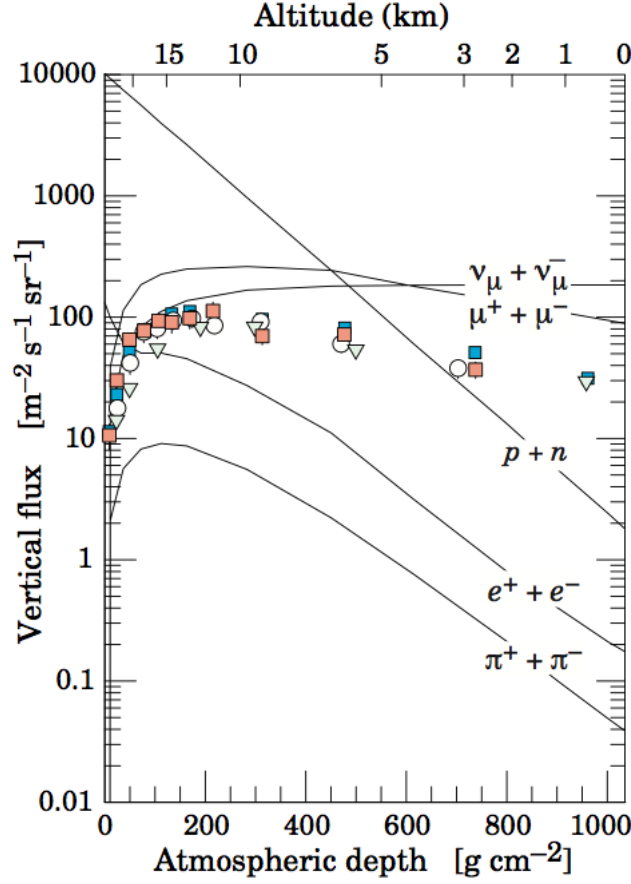 Altitude (km)
15 10 5 3 2 1 0
10000
1000
100
10
1
0.1
0.01
Vertical flux [m⁻² s⁻¹ sr⁻¹]
νμ + ν̄μ
μ⁺ + μ⁻
p + n
e⁺ + e⁻
π⁺ + π⁻
0 200 400 600 800 1000
Atmospheric depth [g cm⁻²]